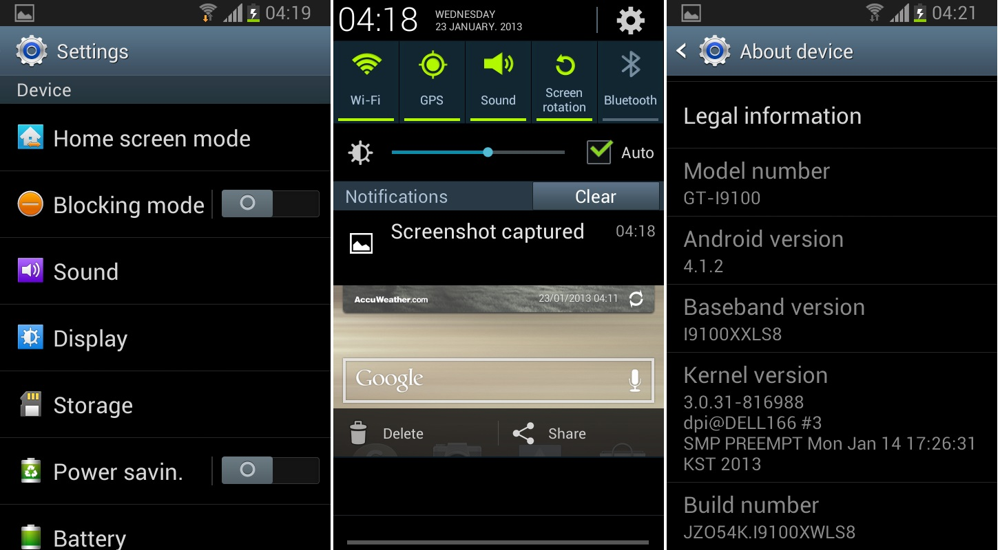 04:19
Settings
Device
Home screen mode
Blocking mode
Sound
Display
Storage
Power savin.
Battery
04:18
WEDNESDAY
23 JANUARY. 2013
Wi-Fi
GPS
Sound
Screen
rotation
Bluetooth
Auto
Notifications
Clear
Screenshot captured
04:18
AccuWeather.com
23/01/2013 04:11
Google
Delete
Share
04:21
About device
Legal information
Model number
GT-I9100
Android version
4.1.2
Baseband version
I9100XXLS8
Kernel version
3.0.31-816988
dpi@DELL166 #3
SMP PREEMPT Mon Jan 14 17:26:31
KST 2013
Build number
JZO54K.I9100XWLS8